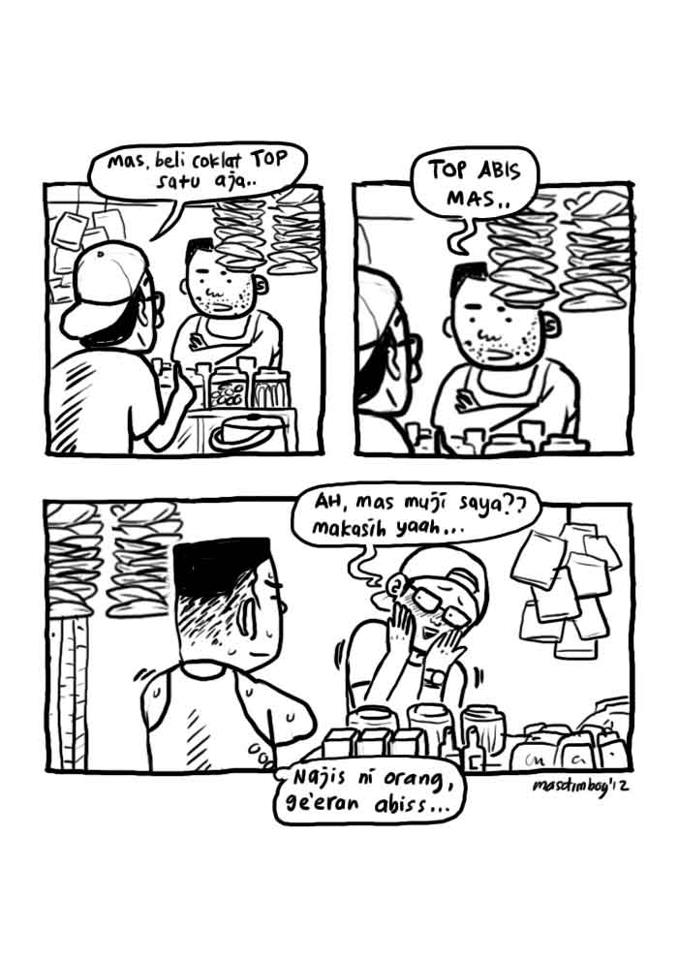 mas, beli coklat TOP
satu aja..
TOP ABIS
MAS..
AH, mas muji saya??
makasih yaah...
Najis ni orang,
ge'eran abiss...
masotimboy'12